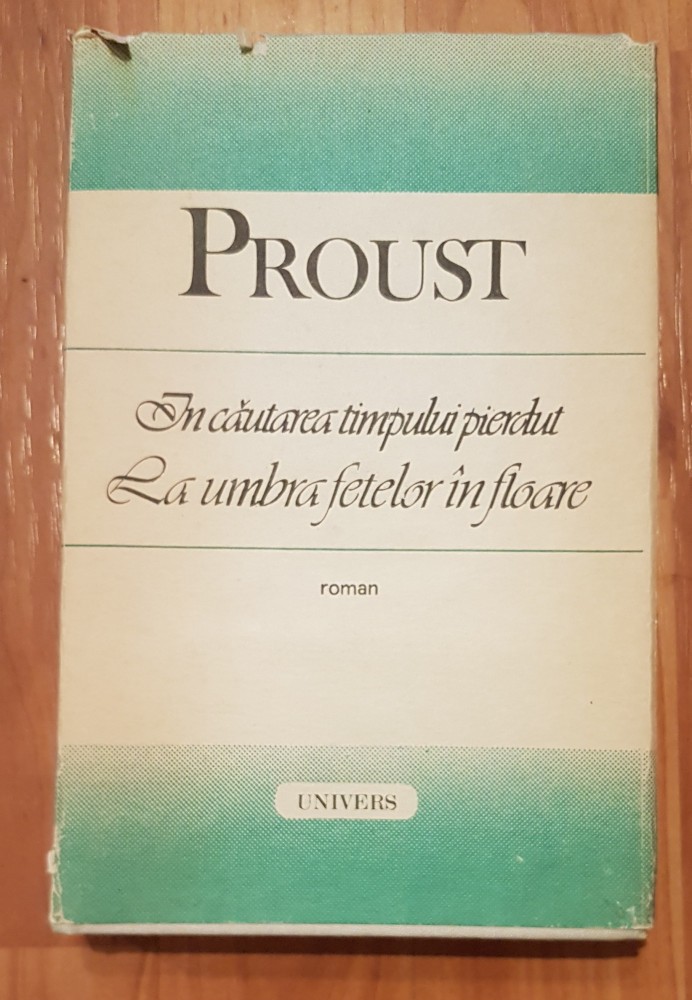 PROUST
In căutarea timpului pierdut
La umbra fetelor în floare
roman
UNIVERS